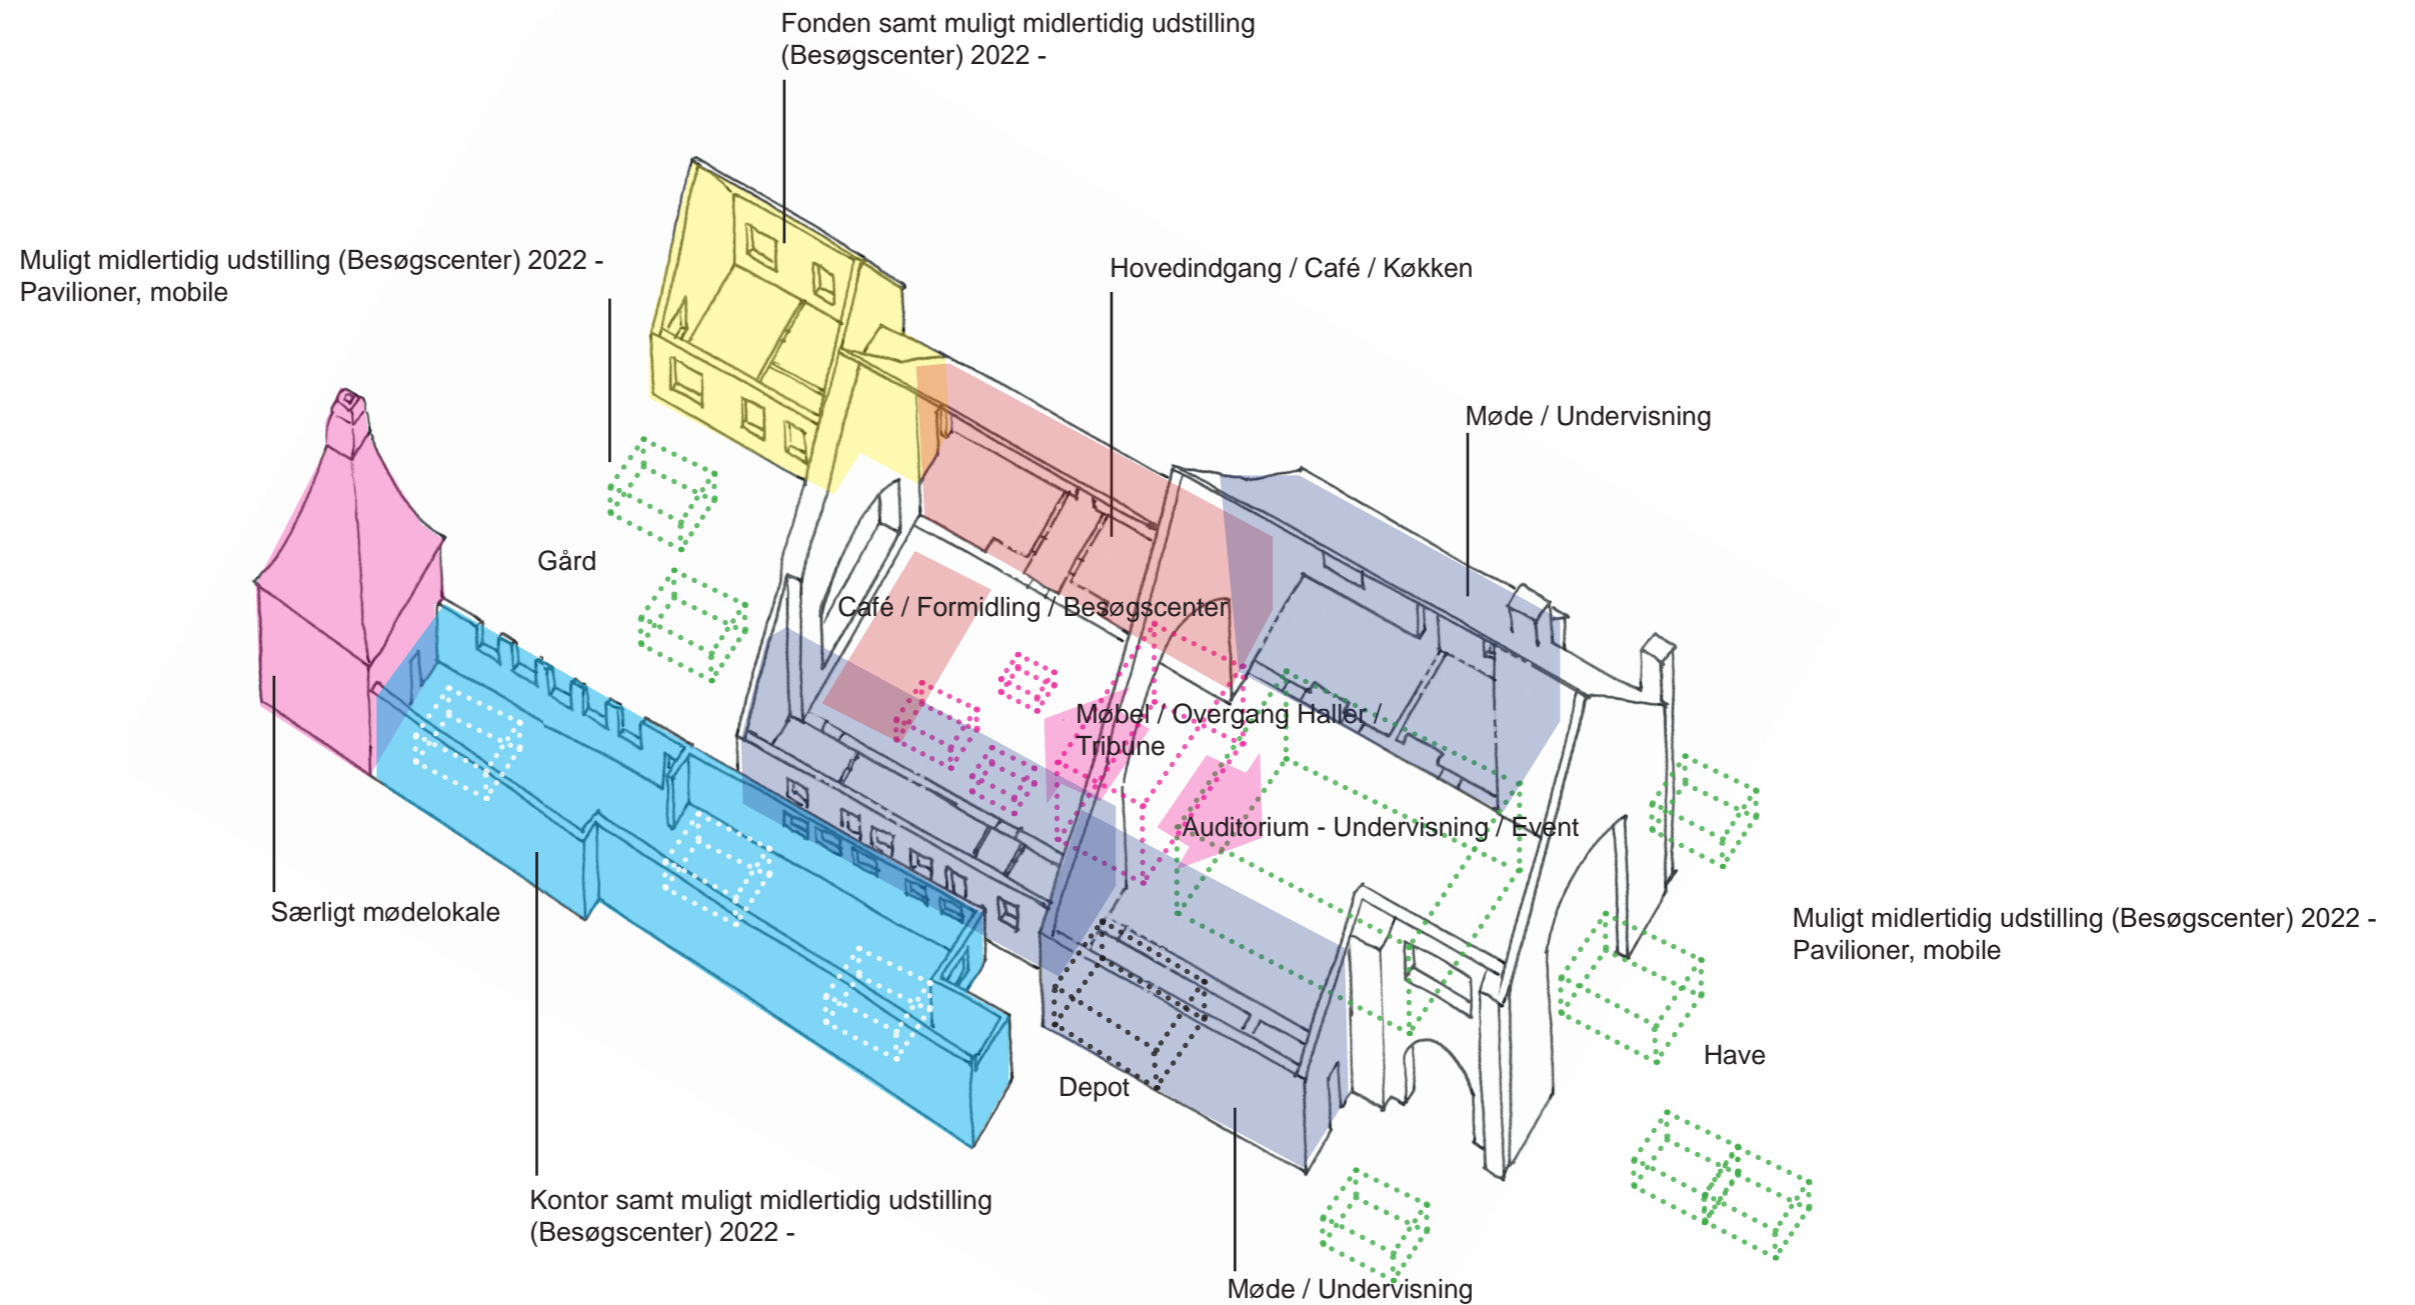 Fonden samt muligt midlertidig udstilling
(Besøgscenter) 2022 -
Muligt midlertidig udstilling (Besøgscenter) 2022 -
Pavilioner, mobile
Hovedindgang / Café / Køkken
Møde / Undervisning
Gård
Café / Formidling / Besøgscenter
Møbel / Overgang Haller /
Tribune
Auditorium - Undervisning / Event
Særligt mødelokale
Muligt midlertidig udstilling (Besøgscenter) 2022 -
Pavilioner, mobile
Have
Depot
Kontor samt muligt midlertidig udstilling
(Besøgscenter) 2022 -
Møde / Undervisning